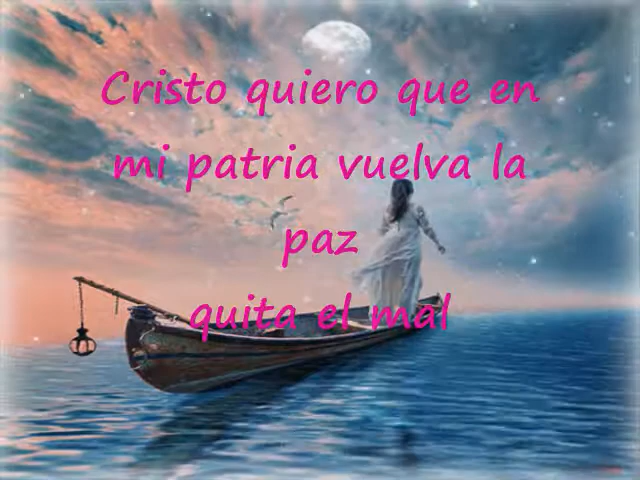 Cristo quiero que en
mi patria vuelva la
paz
quita el mal